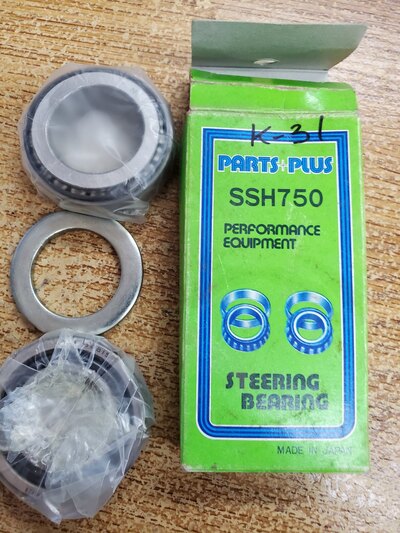 K-31
PARTS PLUS
SSH750
PERFORMANCE
EQUIPMENT
STEERING
BEARING
MADE IN JAPAN